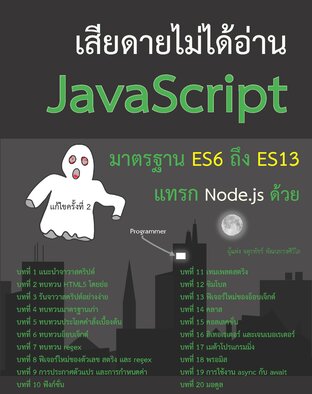 เสียดายไม่ได้อ่าน
JavaScript
มาตรฐาน ES6 ถึง ES13
แทรก Node.js ด้วย
แก้ไขครั้งที่ 2
Programmer
ผู้แต่ง
บทที่ 1 แนะนำจาวาสคริปต์
บทที่ 2 ทบทวน HTML5 โดยย่อ
บทที่ 3 รันจาวาสคริปต์อย่างง่าย
บทที่ 4 ทบทวนมาตรฐานเก่า
บทที่ 5 ทบทวนประโยคคำสั่งเบื้องต้น
บทที่ 6 ทบทวนอ็อบเจ็กต์
บทที่ 7 ทบทวน regex
บทที่ 8 ฟีเจอร์ใหม่ของตัวเลข สตริง และ regex
บทที่ 9 การประกาศตัวแปร และการกำหนดค่า
บทที่ 10 ฟังก์ชั่น
บทที่ 11 เทมเพลตสตริง
บทที่ 12 ซิมโบล
บทที่ 13 ฟีเจอร์ใหม่ของอ็อบเจ็กต์
บทที่ 14 คลาส
บทที่ 15 คอลเลคชั่น
บทที่ 16 อีเทอเรเตอร์ และเจเนอเรเตอร์
บทที่ 17 เมต้าโปรแกรมมิ่ง
บทที่ 18 พรอมิส
บทที่ 19 การใช้งาน async กับ await
บทที่ 20 มอดูล